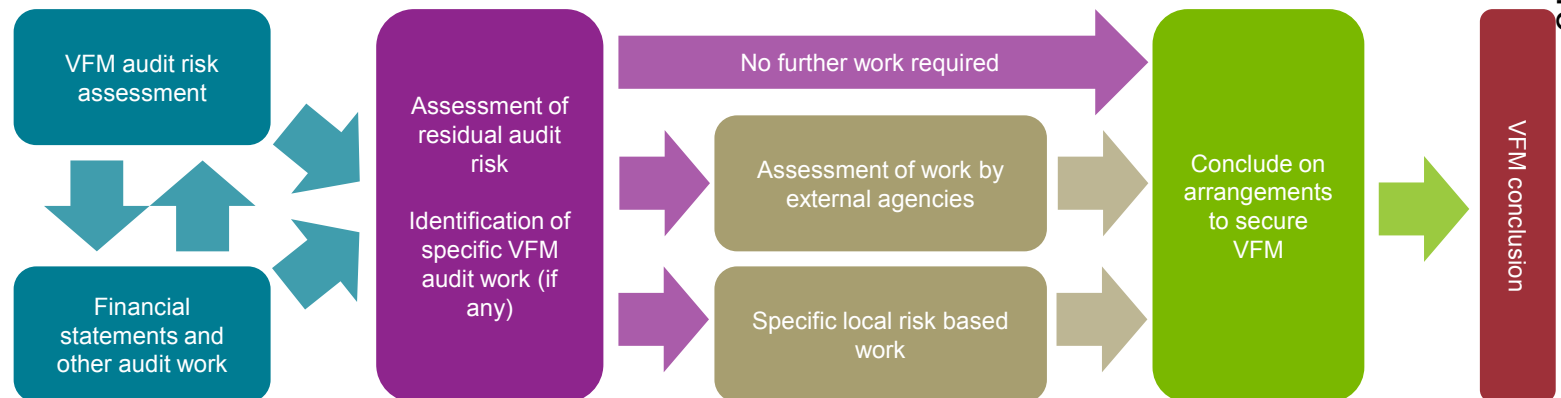 VFM audit risk
assessment
Financial
statements and
other audit work
Assessment of
residual audit
risk
Identification of
specific VFM
audit work (if
any)
No further work required
Assessment of work by
external agencies
Specific local risk based
work
Conclude on
arrangements
to secure
VFM
VFM conclusion